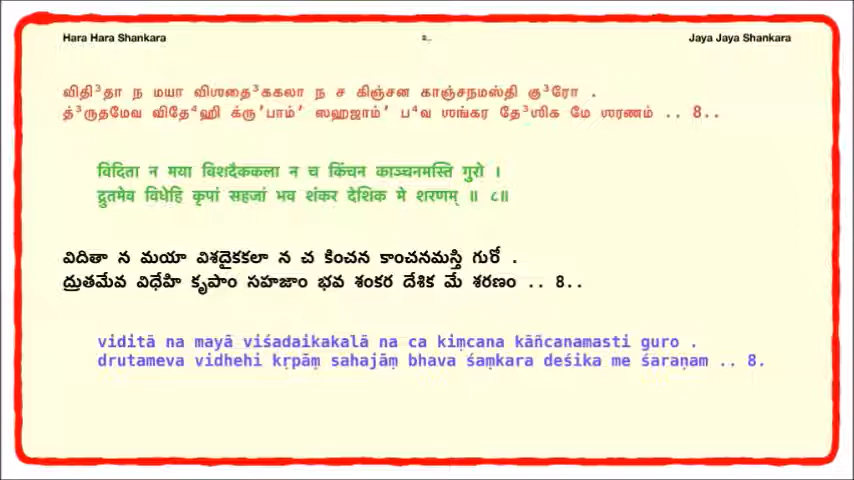 Hara Hara Shankara
Jaya Jaya Shankara
விதி³தா ந மயா விஶதை³ககலா ந ச கிஞ்சன காஞ்சநமஸ்தி கு³ரோ .
த்³ருதமேவ விதே⁴ஹி க்ரு'பாம்' ஸஹஜாம்' ப⁴வ ஶங்கர தே³ஶிக மே ஶரணம் .. 8..
विदिता न मया विशदैककला न च किंचन काञ्चनमस्ति गुरो ।
द्रुतमेव विधेहि कृपां सहजां भव शंकर देशिक मे शरणम् ॥ ८॥
విదితా న మయా విశదైకకలా న చ కించన కాంచనమస్తి గురో .
ద్రుతమేవ విధేహి కృపాం సహజాం భవ శంకర దేశిక మే శరణం .. 8..
viditā na mayā viśadaikakalā na ca kiṃcana kāñcanamasti guro .
drutameva vidhehi kṛpāṃ sahajāṃ bhava śaṃkara deśika me śaraṇam .. 8.